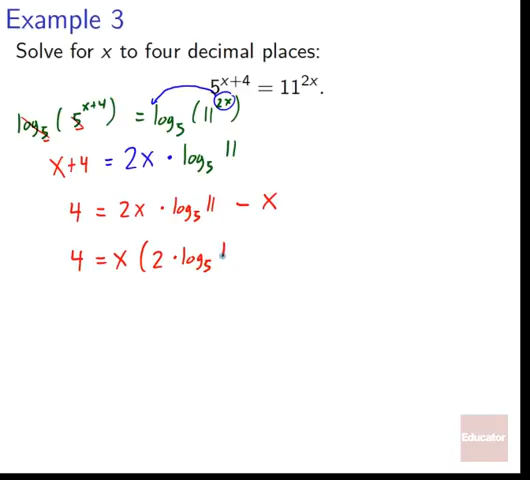 Example 3
Solve for x to four decimal places:
5^{x+4} = 11^{2x}.
log₅(5^{x+4}) = log₅(11^{2x})
x+4 = 2x · log₅ 11
4 = 2x · log₅ 11 − x
4 = x (2 · log₅
Educator